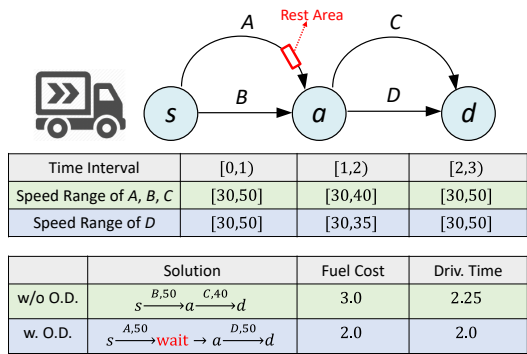 Rest Area
A
C
s
B
a
D
d
Time Interval [0,1) [1,2) [2,3)
Speed Range of A, B, C [30,50] [30,40] [30,50]
Speed Range of D [30,50] [30,35] [30,50]
Solution Fuel Cost Driv. Time
w/o O.D. s B,50→ a C,40→ d 3.0 2.25
w. O.D. s A,50→ wait → a D,50→ d 2.0 2.0